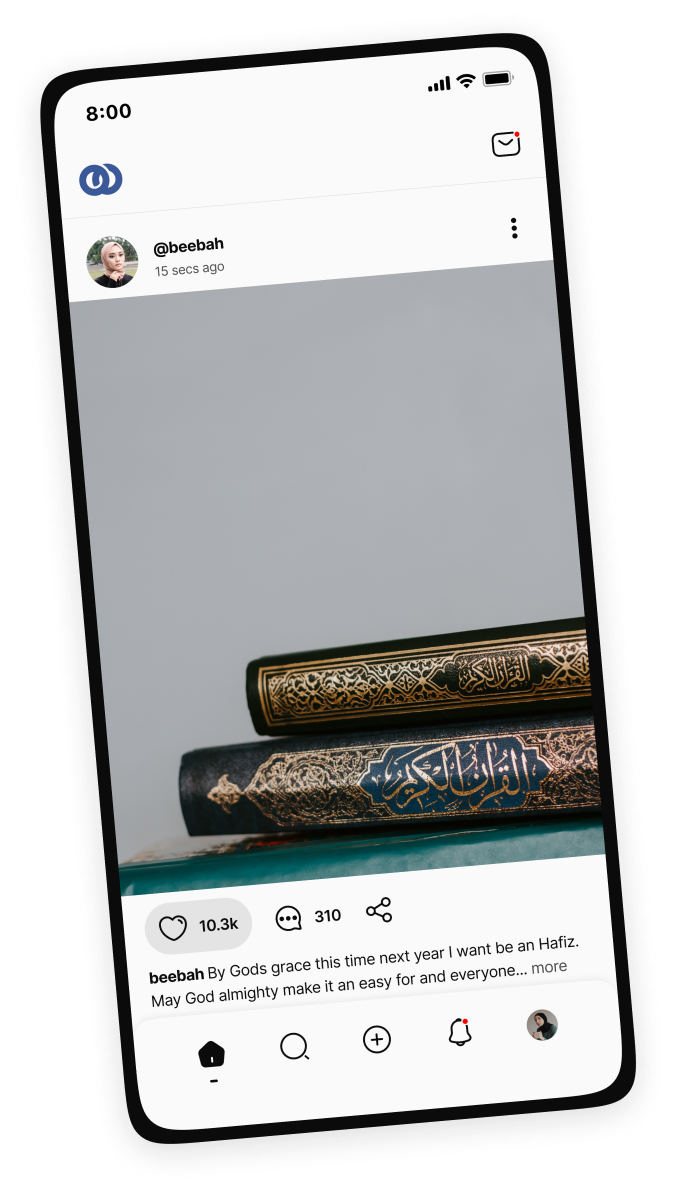 8:00
@beebah
15 secs ago
القرآن الكريم
القرآن الكريم
10.3k
310
beebah By Gods grace this time next year I want be an Hafiz.
May God almighty make it an easy for and everyone... more